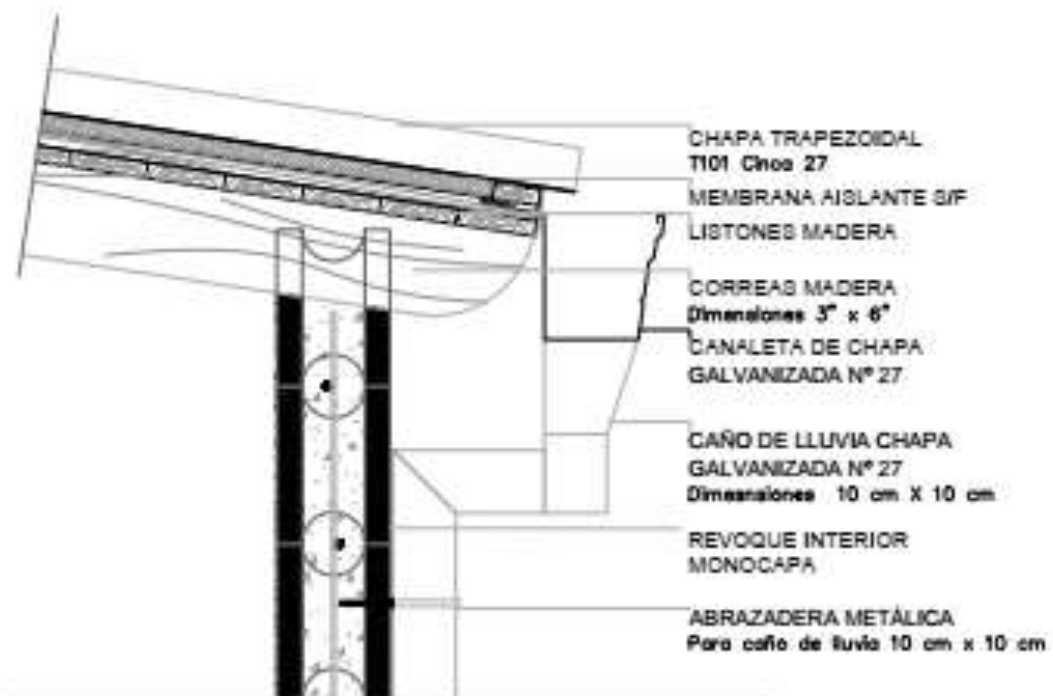 CHAPA TRAPEZOIDAL
T101 Cinca 27
MEMBRANA AISLANTE S/F
LISTONES MADERA
CORREAS MADERA
Dimensiones 3" x 6"
CANALETA DE CHAPA
GALVANIZADA Nº 27
CAÑO DE LLUVIA CHAPA
GALVANIZADA Nº 27
Dimesnsiones 10 cm X 10 cm
REVOQUE INTERIOR
MONOCAPA
ABRAZADERA METÁLICA
Para caño de lluvia 10 cm x 10 cm